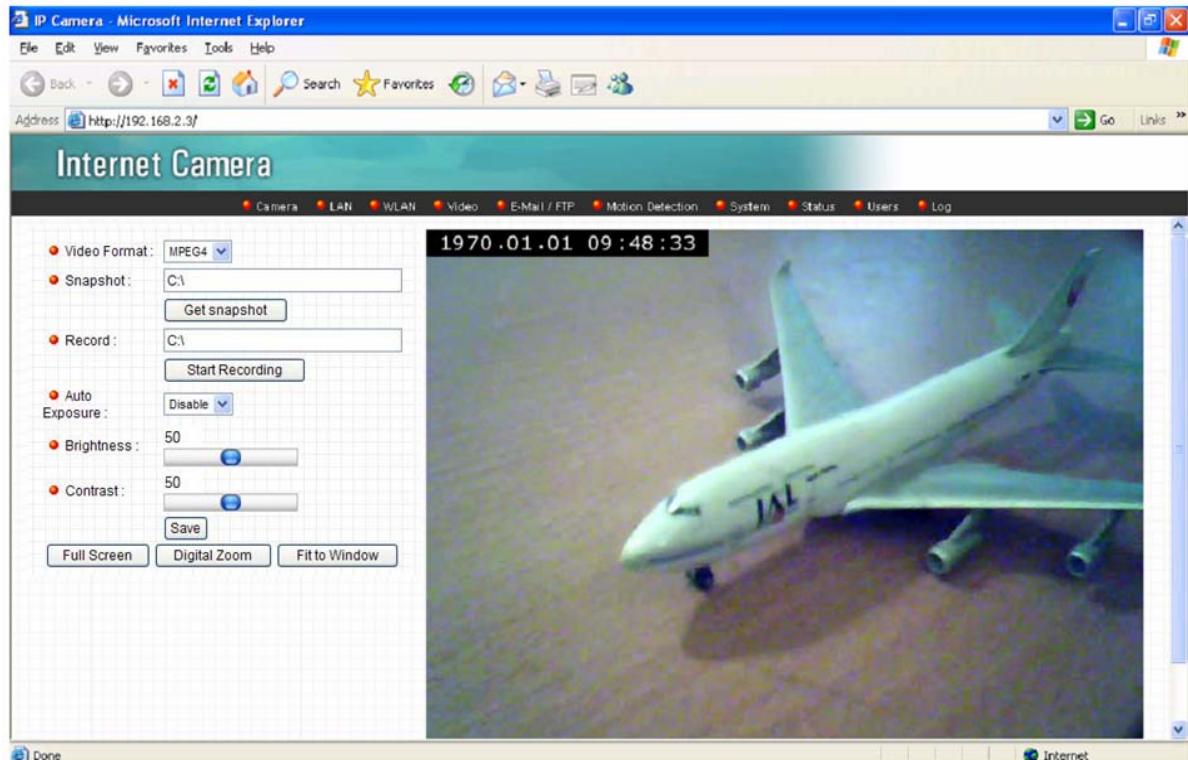 IP Camera - Microsoft Internet Explorer
File Edit View Favorites Tools Help
Back Search Favorites
Address http://192.168.2.3/ Go Links »
Internet Camera
Camera LAN WLAN Video E-Mail / FTP Motion Detection System Status Users Log
Video Format : MPEG4
Snapshot : C:\
Get snapshot
Record : C:\
Start Recording
Auto Exposure : Disable
Brightness : 50
Contrast : 50
Save
Full Screen Digital Zoom Fit to Window
1970.01.01 09:48:33
JAL
Done Internet